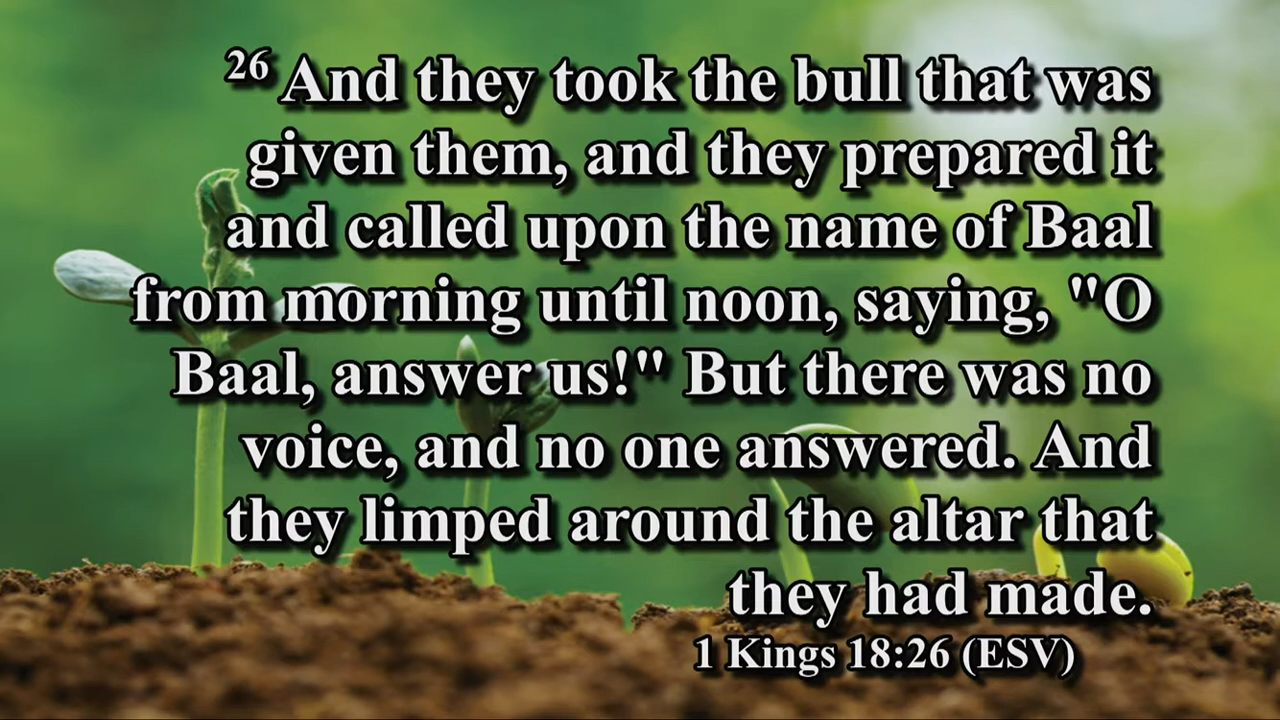 26 And they took the bull that was
given them, and they prepared it
and called upon the name of Baal
from morning until noon, saying, "O
Baal, answer us!" But there was no
voice, and no one answered. And
they limped around the altar that
they had made.
1 Kings 18:26 (ESV)